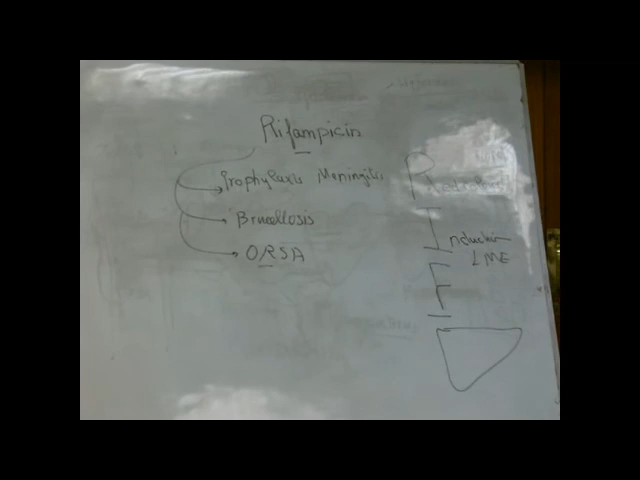 Rifampicin
Prophylaxis Meningitis
Brucellosis
ORSA
R
Induction
LME
F